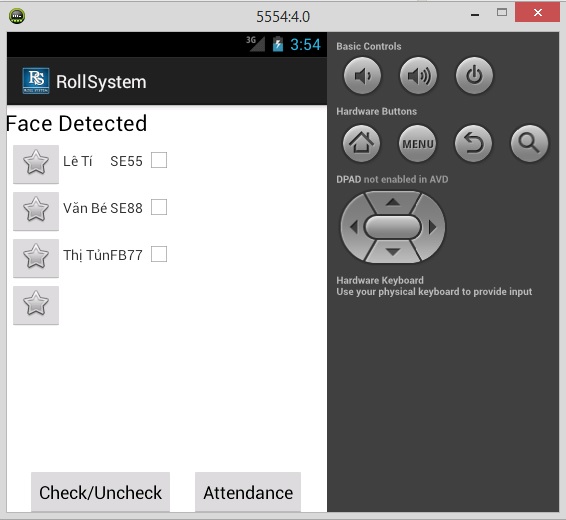 5554:4.0
3G 3:54
RS RollSystem
Face Detected
Lê Tí SE55
Văn Bé SE88
Thị TủnFB77
Check/Uncheck Attendance
Basic Controls
Hardware Buttons
MENU
DPAD not enabled in AVD
Hardware Keyboard
Use your physical keyboard to provide input